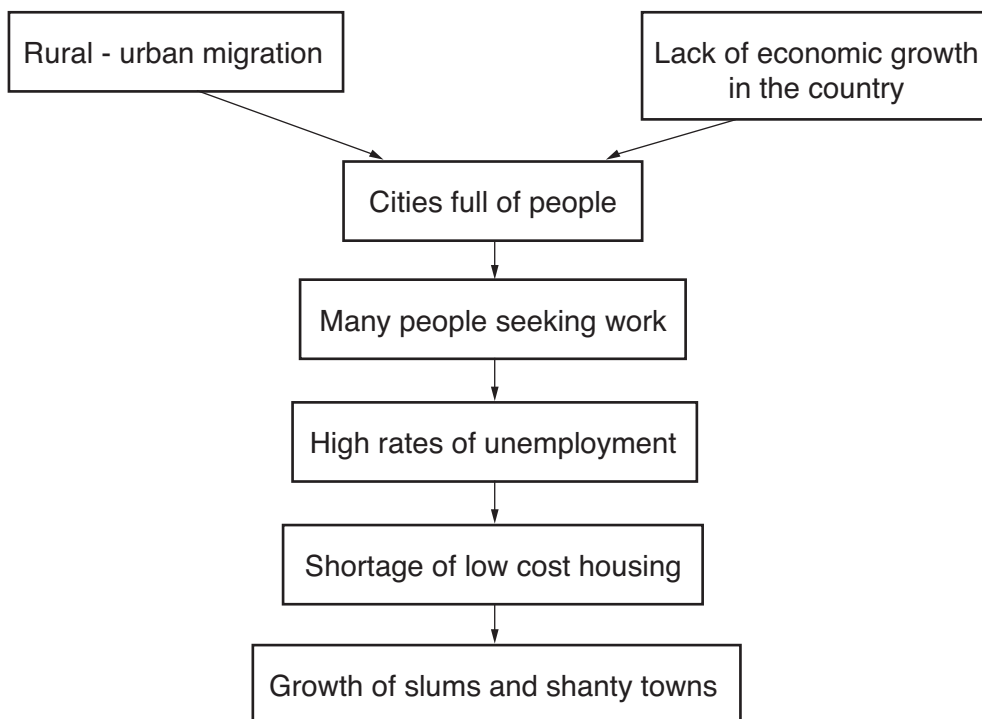 Rural - urban migration
Lack of economic growth
in the country
Cities full of people
Many people seeking work
High rates of unemployment
Shortage of low cost housing
Growth of slums and shanty towns